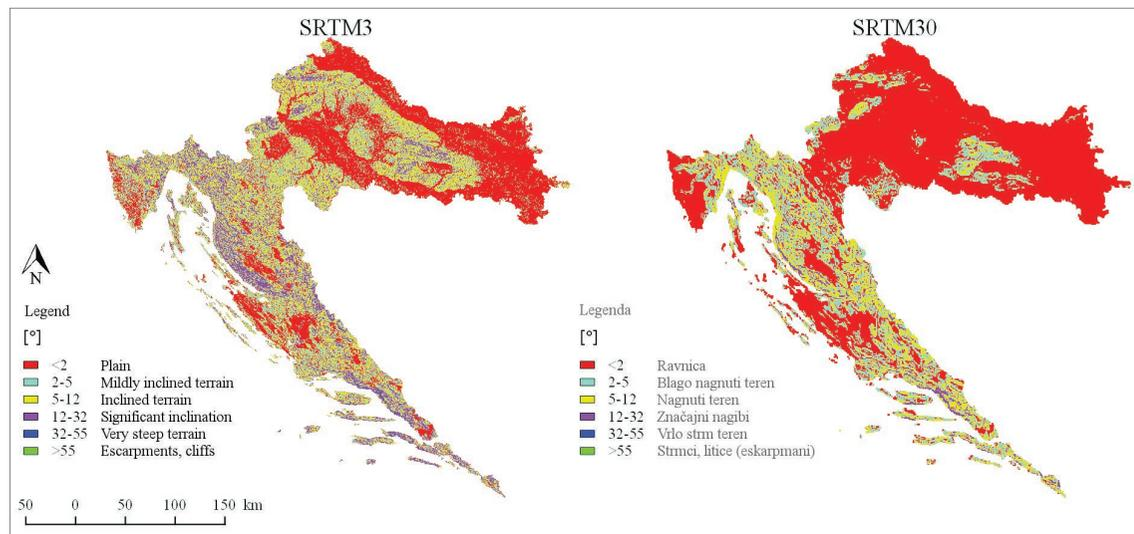 SRTM3
SRTM30
N
Legend
[°]
<2 Plain
2-5 Mildly inclined terrain
5-12 Inclined terrain
12-32 Significant inclination
32-55 Very steep terrain
>55 Escarpments, cliffs
50 0 50 100 150 km
Legenda
[°]
<2 Ravnica
2-5 Blago nagnuti teren
5-12 Nagnuti teren
12-32 Značajni nagibi
32-55 Vrlo strm teren
>55 Strmci, litice (eskarpmani)